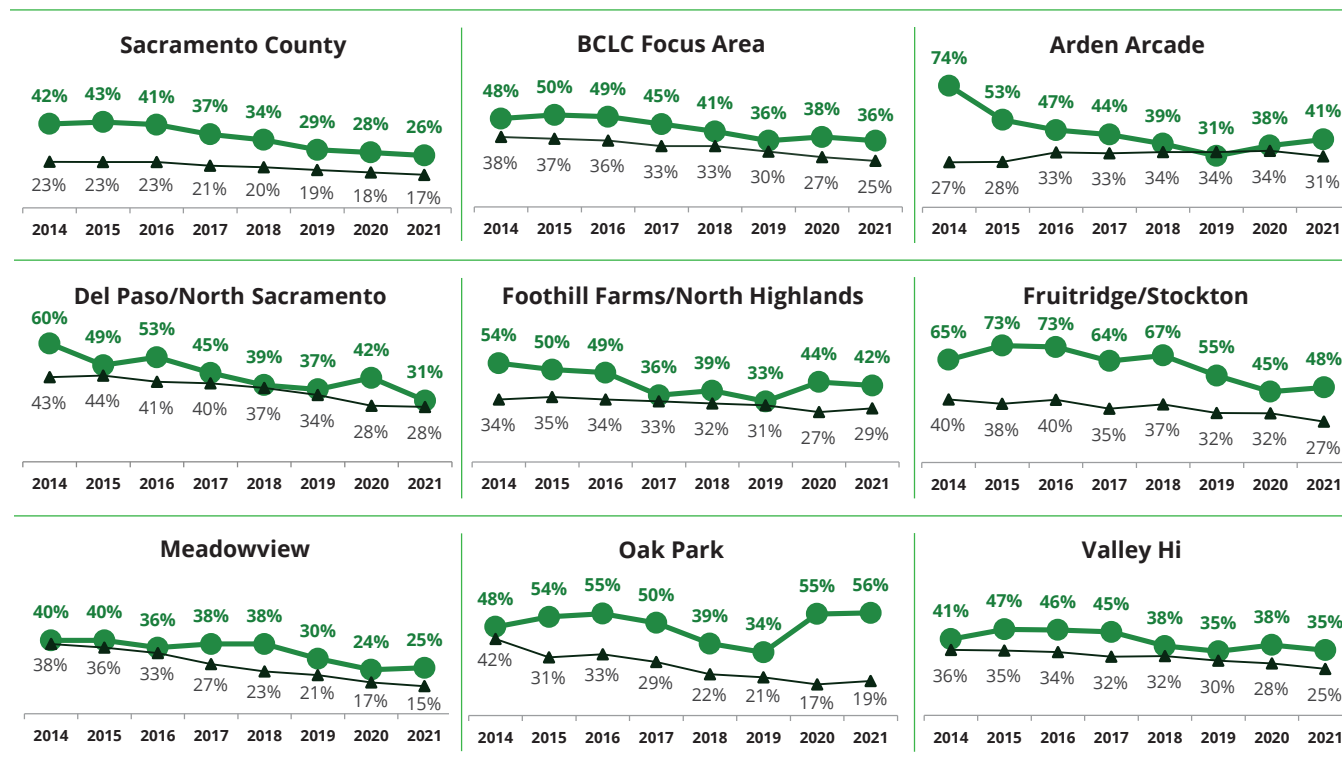 Sacramento County
42% 43% 41% 37% 34% 29% 28% 26%
23% 23% 23% 21% 20% 19% 18% 17%
2014 2015 2016 2017 2018 2019 2020 2021
BCLC Focus Area
48% 50% 49% 45% 41% 36% 38% 36%
38% 37% 36% 33% 33% 30% 27% 25%
2014 2015 2016 2017 2018 2019 2020 2021
Arden Arcade
74% 53% 47% 44% 39% 31% 38% 41%
27% 28% 33% 33% 34% 34% 34% 31%
2014 2015 2016 2017 2018 2019 2020 2021
Del Paso/North Sacramento
60% 49% 53% 45% 39% 37% 42% 31%
43% 44% 41% 40% 37% 34% 28% 28%
2014 2015 2016 2017 2018 2019 2020 2021
Foothill Farms/North Highlands
54% 50% 49% 36% 39% 33% 44% 42%
34% 35% 34% 33% 32% 31% 27% 29%
2014 2015 2016 2017 2018 2019 2020 2021
Fruitridge/Stockton
65% 73% 73% 64% 67% 55% 45% 48%
40% 38% 40% 35% 37% 32% 32% 27%
2014 2015 2016 2017 2018 2019 2020 2021
Meadowview
40% 40% 36% 38% 38% 30% 24% 25%
38% 36% 33% 27% 23% 21% 17% 15%
2014 2015 2016 2017 2018 2019 2020 2021
Oak Park
48% 54% 55% 50% 39% 34% 55% 56%
42% 31% 33% 29% 22% 21% 17% 19%
2014 2015 2016 2017 2018 2019 2020 2021
Valley Hi
41% 47% 46% 45% 38% 35% 38% 35%
36% 35% 34% 32% 32% 30% 28% 25%
2014 2015 2016 2017 2018 2019 2020 2021